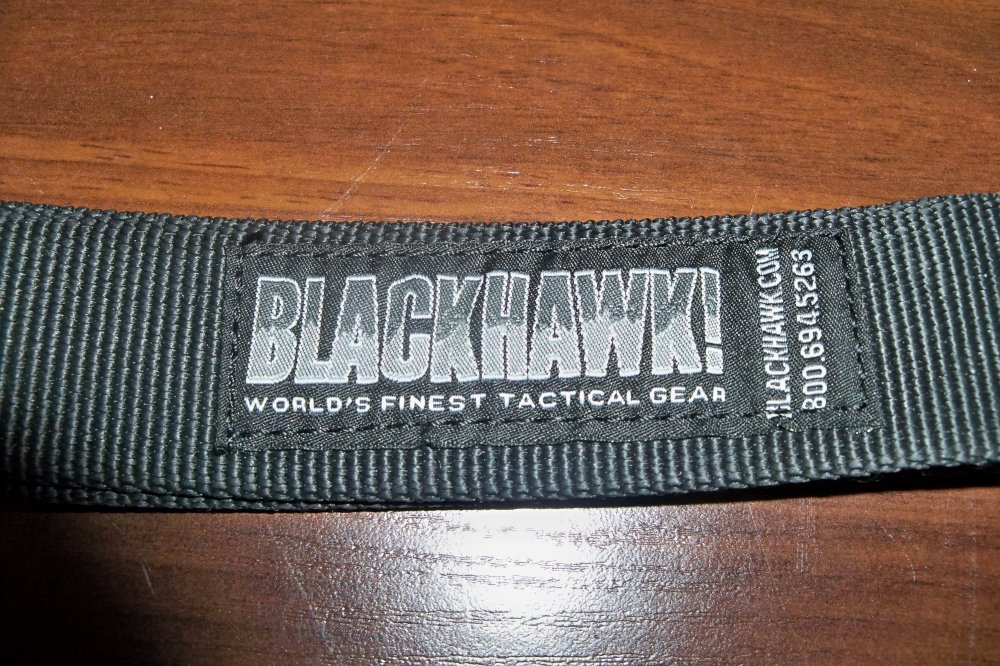 BLACKHAWK!
WORLD'S FINEST TACTICAL GEAR
BLACKHAWK.COM
800.694.5263